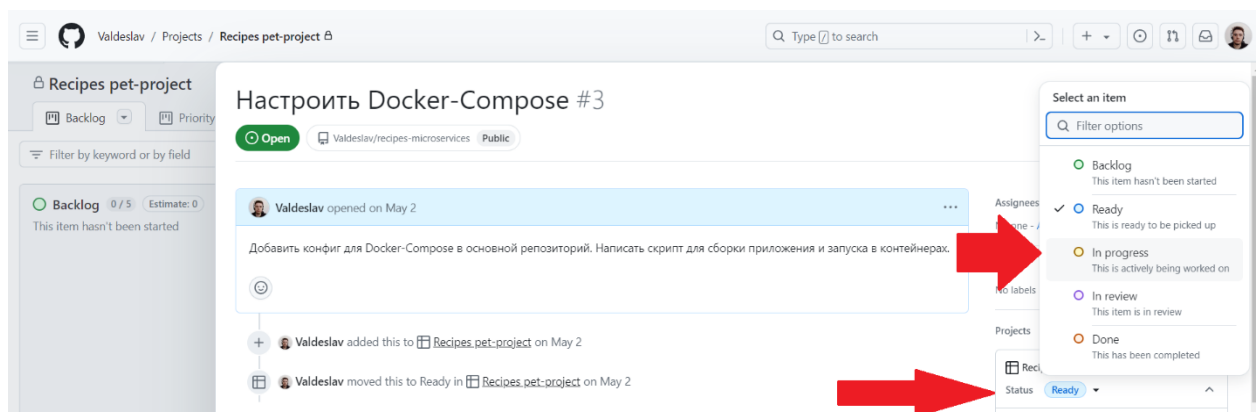 Valdeslav / Projects / Recipes pet-project
Type / to search
Recipes pet-project
Backlog
Priority
Filter by keyword or by field
Backlog 0 / 5 Estimate: 0
This item hasn't been started
Настроить Docker-Compose #3
Open
Valdeslav/recipes-microservices Public
Valdeslav opened on May 2
Добавить конфиг для Docker-Compose в основной репозиторий. Написать скрипт для сборки приложения и запуска в контейнерах.
Valdeslav added this to Recipes pet-project on May 2
Valdeslav moved this to Ready in Recipes pet-project on May 2
Assignees
No labels
Projects
Status Ready
Select an item
Filter options
Backlog
This item hasn't been started
Ready
This is ready to be picked up
In progress
This is actively being worked on
In review
This item is in review
Done
This has been completed